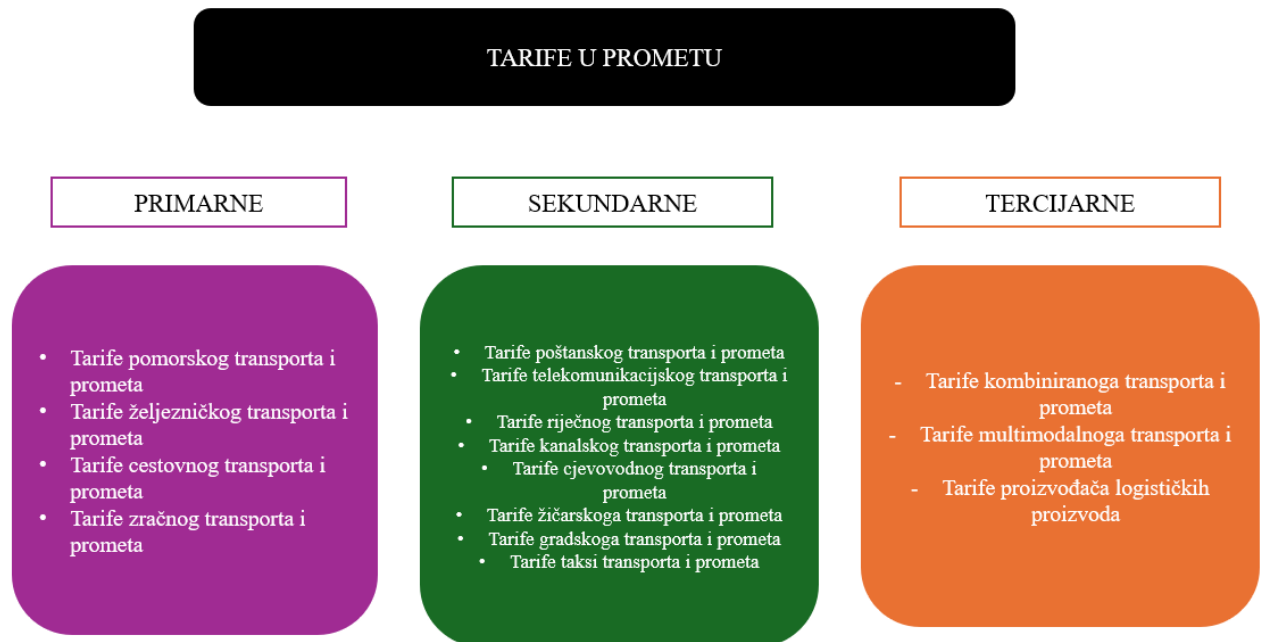 TARIFE U PROMETU
PRIMARNE
• Tarife pomorskog transporta i
prometa
• Tarife željezničkog transporta i
prometa
• Tarife cestovnog transporta i
prometa
• Tarife zračnog transporta i
prometa
SEKUNDARNE
• Tarife poštanskog transporta i prometa
• Tarife telekomunikacijskog transporta i
prometa
• Tarife riječnog transporta i prometa
• Tarife kanalskog transporta i prometa
• Tarife cjevovodnog transporta i
prometa
• Tarife žičarskoga transporta i prometa
• Tarife gradskoga transporta i prometa
• Tarife taksi transporta i prometa
TERCIJARNE
- Tarife kombiniranoga transporta i
prometa
- Tarife multimodalnoga transporta i
prometa
- Tarife proizvođača logističkih
proizvoda